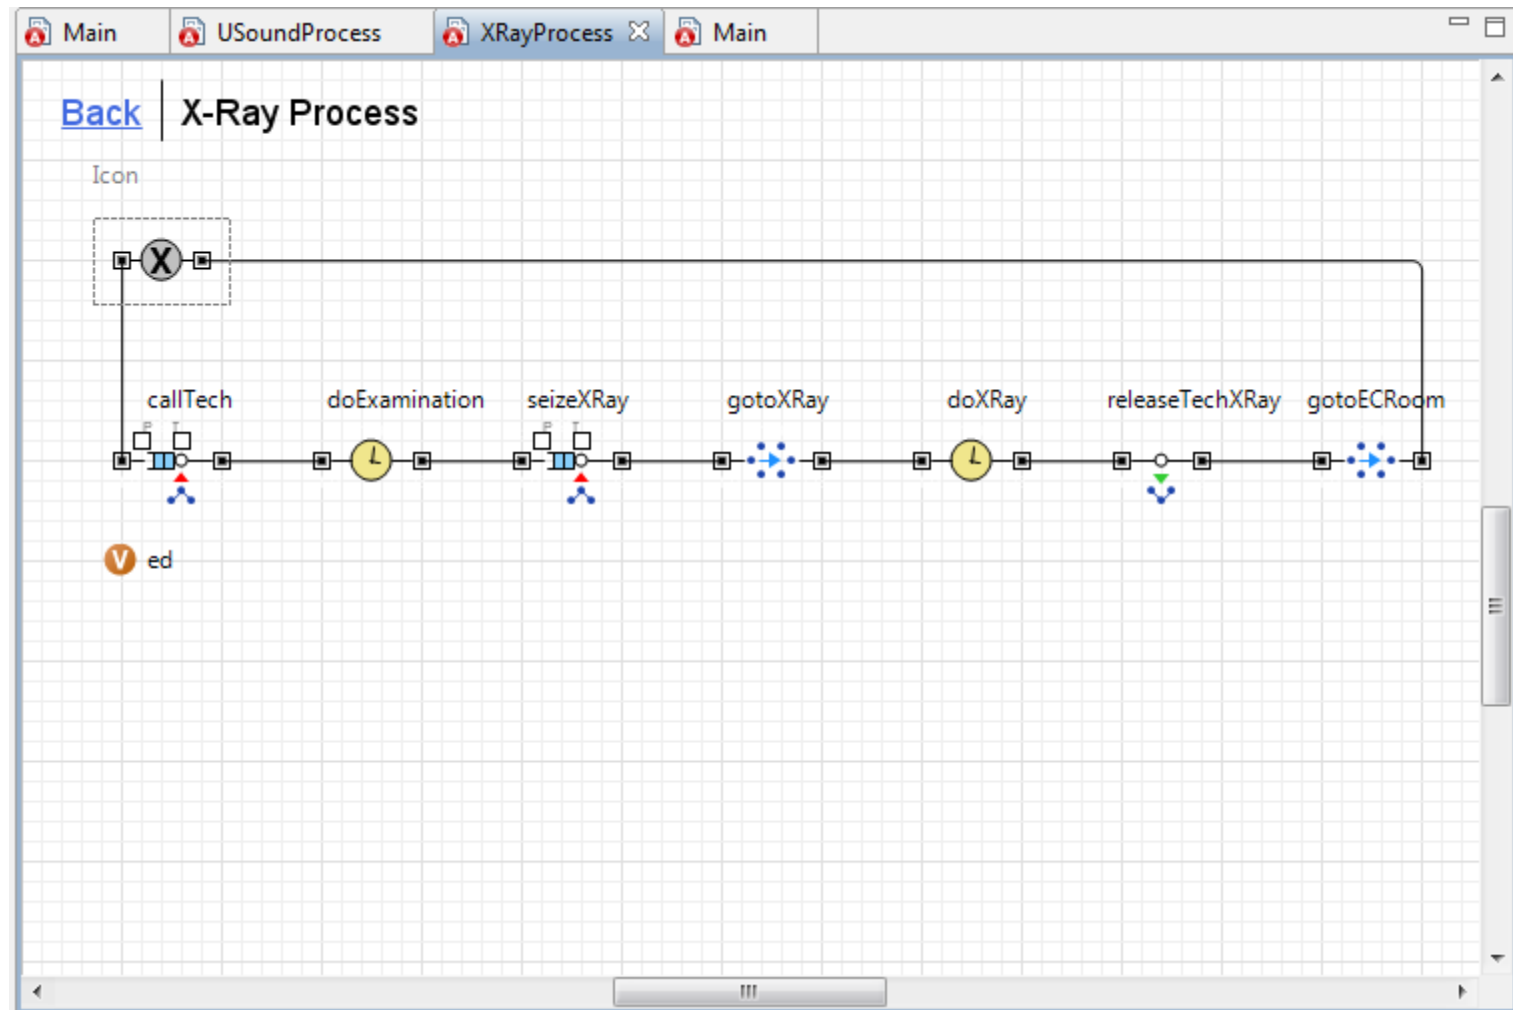 Main USoundProcess XRayProcess Main
Back X-Ray Process
Icon
X
callTech doExamination seizeXRay gotoXRay doXRay releaseTechXRay gotoECRoom
P T P T
V ed